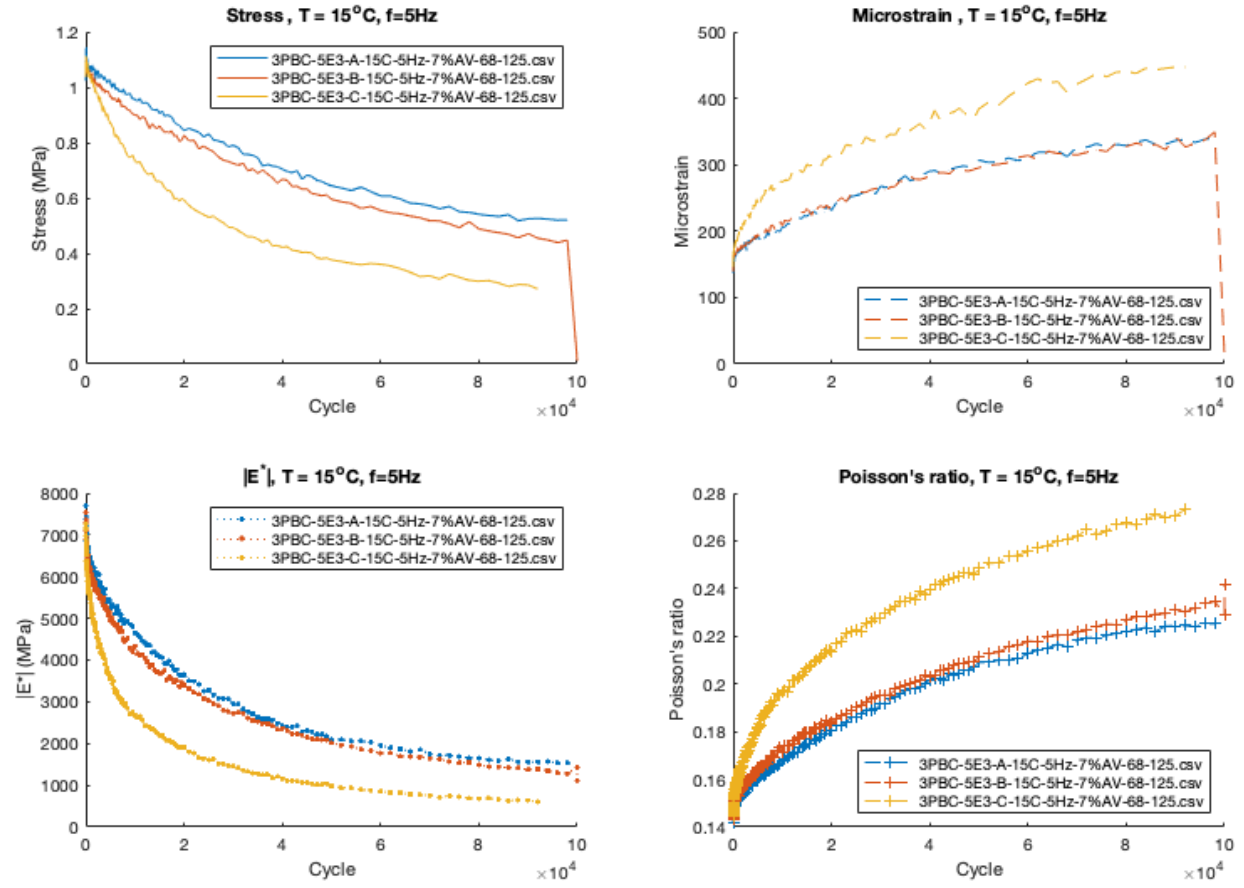 Stress , T = 15°C, f=5Hz
1.2
1
0.8
0.6
0.4
0.2
0
Stress (MPa)
3PBC-5E3-A-15C-5Hz-7%AV-68-125.csv
3PBC-5E3-B-15C-5Hz-7%AV-68-125.csv
3PBC-5E3-C-15C-5Hz-7%AV-68-125.csv
0 2 4 6 8 10
Cycle
×10⁴
Microstrain , T = 15°C, f=5Hz
500
400
300
200
100
0
Microstrain
3PBC-5E3-A-15C-5Hz-7%AV-68-125.csv
3PBC-5E3-B-15C-5Hz-7%AV-68-125.csv
3PBC-5E3-C-15C-5Hz-7%AV-68-125.csv
0 2 4 6 8 10
Cycle
×10⁴
|E*|, T = 15°C, f=5Hz
8000
7000
6000
5000
4000
3000
2000
1000
0
|E*| (MPa)
3PBC-5E3-A-15C-5Hz-7%AV-68-125.csv
3PBC-5E3-B-15C-5Hz-7%AV-68-125.csv
3PBC-5E3-C-15C-5Hz-7%AV-68-125.csv
0 2 4 6 8 10
Cycle
×10⁴
Poisson's ratio, T = 15°C, f=5Hz
0.28
0.26
0.24
0.22
0.2
0.18
0.16
0.14
Poisson's ratio
3PBC-5E3-A-15C-5Hz-7%AV-68-125.csv
3PBC-5E3-B-15C-5Hz-7%AV-68-125.csv
3PBC-5E3-C-15C-5Hz-7%AV-68-125.csv
0 2 4 6 8 10
Cycle
×10⁴